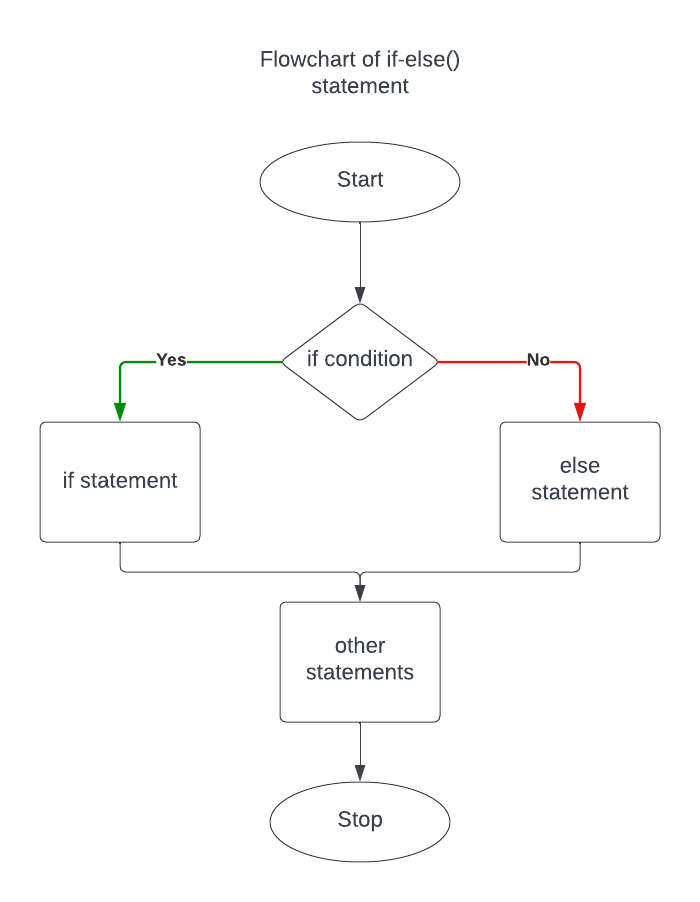 Flowchart of if-else()
statement
Start
if condition
Yes
No
if statement
else
statement
other
statements
Stop